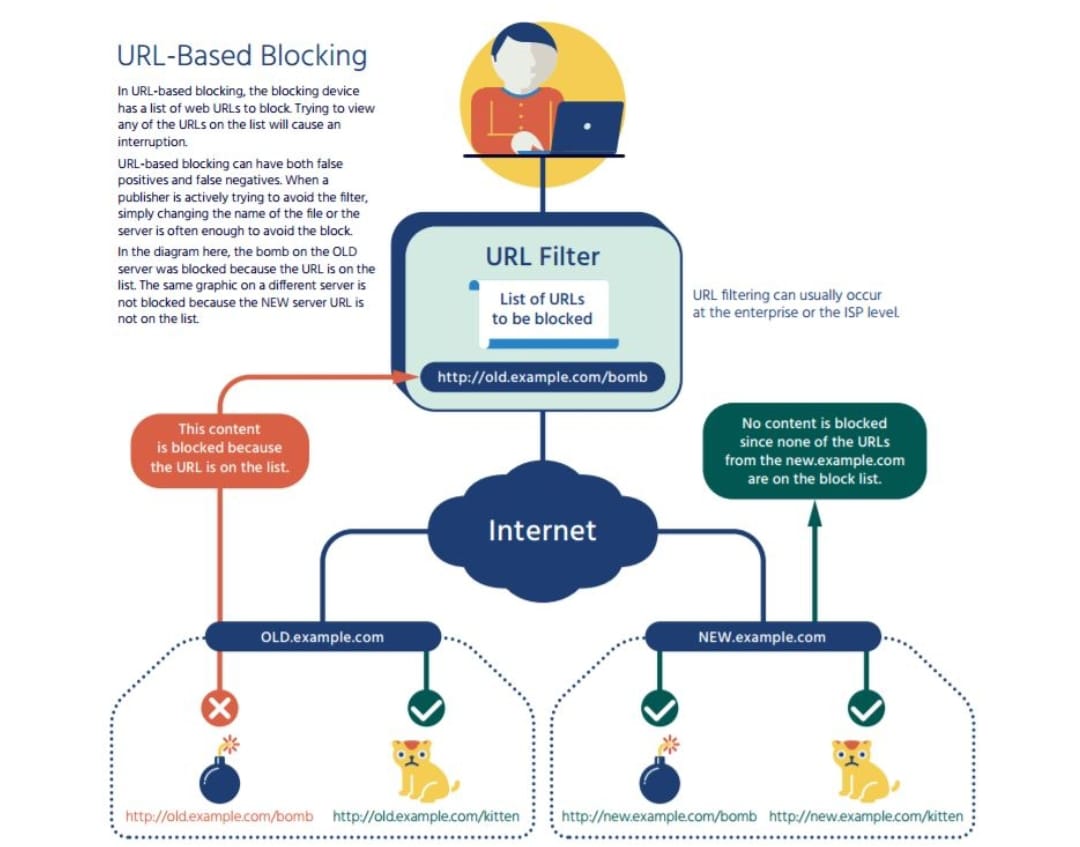 URL-Based Blocking
In URL-based blocking, the blocking device
has a list of web URLs to block. Trying to view
any of the URLs on the list will cause an
interruption.
URL-based blocking can have both false
positives and false negatives. When a
publisher is actively trying to avoid the filter,
simply changing the name of the file or the
server is often enough to avoid the block.
In the diagram here, the bomb on the OLD
server was blocked because the URL is on the
list. The same graphic on a different server is
not blocked because the NEW server URL is
not on the list.
URL Filter
List of URLs
to be blocked
http://old.example.com/bomb
URL filtering can usually occur
at the enterprise or the ISP level.
This content
is blocked because
the URL is on the list.
No content is blocked
since none of the URLs
from the new.example.com
are on the block list.
Internet
OLD.example.com
NEW.example.com
http://old.example.com/bomb
http://old.example.com/kitten
http://new.example.com/bomb
http://new.example.com/kitten